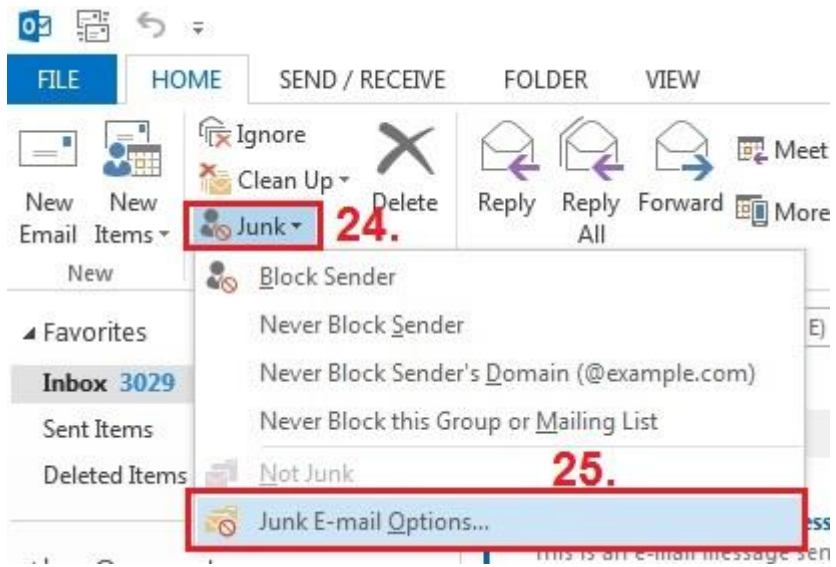 FILE HOME SEND / RECEIVE FOLDER VIEW
Ignore
Clean Up
Junk
24.
Delete
New Email
New Items
Reply
Reply All
Forward
Meet
More
New
Block Sender
Never Block Sender
Never Block Sender's Domain (@example.com)
Never Block this Group or Mailing List
Not Junk
25.
Junk E-mail Options...
Favorites
Inbox 3029
Sent Items
Deleted Items
E)